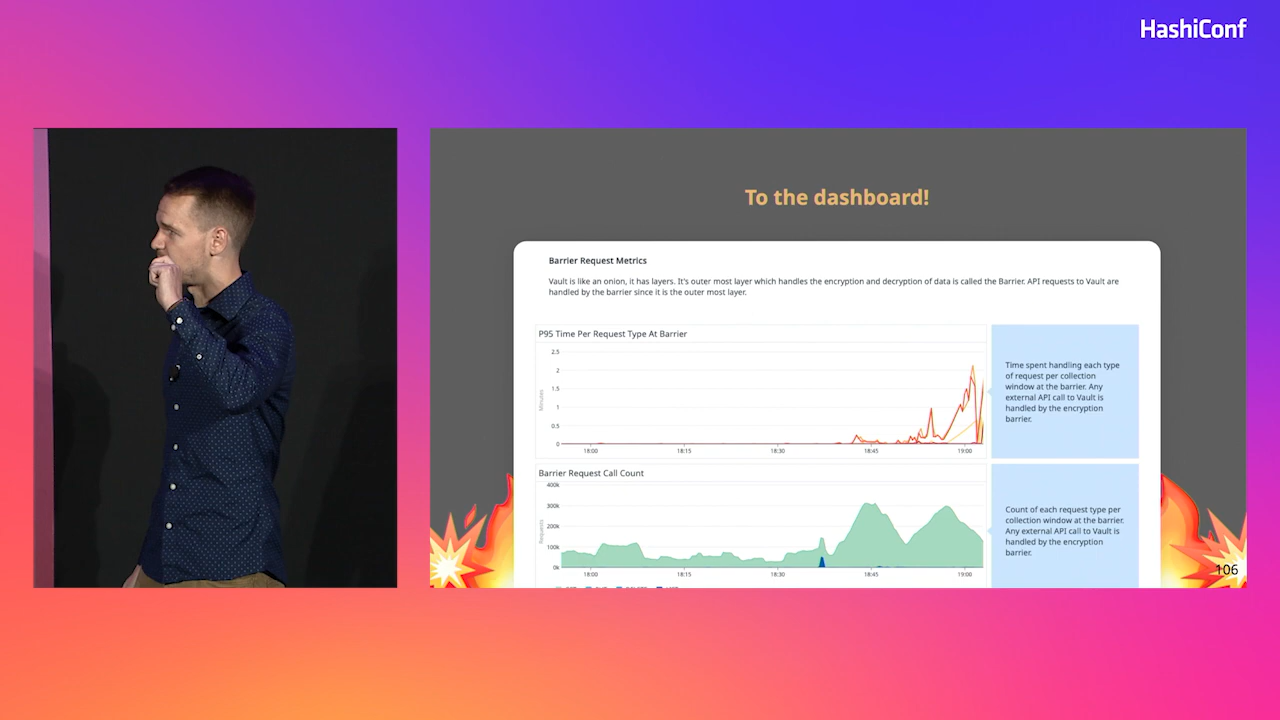 HashiConf
To the dashboard!
Barrier Request Metrics
Vault is like an onion, it has layers. It's outer most layer which handles the encryption and decryption of data is called the Barrier. API requests to Vault are
handled by the barrier since it is the outer most layer.
P95 Time Per Request Type At Barrier
2.5
2
1.5
1
0.5
0
Minutes
18:00 18:15 18:30 18:45 19:00
Time spent handling each type
of request per collection
window at the barrier. Any
external API call to Vault is
handled by the encryption
barrier.
Barrier Request Call Count
400k
300k
200k
100k
0k
Requests
18:00 18:15 18:30 18:45 19:00
Count of each request type per
collection window at the barrier.
Any external API call to Vault is
handled by the encryption
barrier.
106